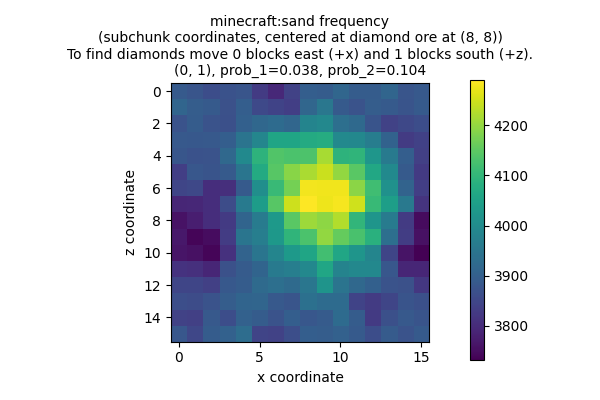 minecraft:sand frequency
(subchunk coordinates, centered at diamond ore at (8, 8))
To find diamonds move 0 blocks east (+x) and 1 blocks south (+z).
(0, 1), prob_1=0.038, prob_2=0.104
0
2
4
6
8
10
12
14
z coordinate
0
5
10
15
x coordinate
4200
4100
4000
3900
3800